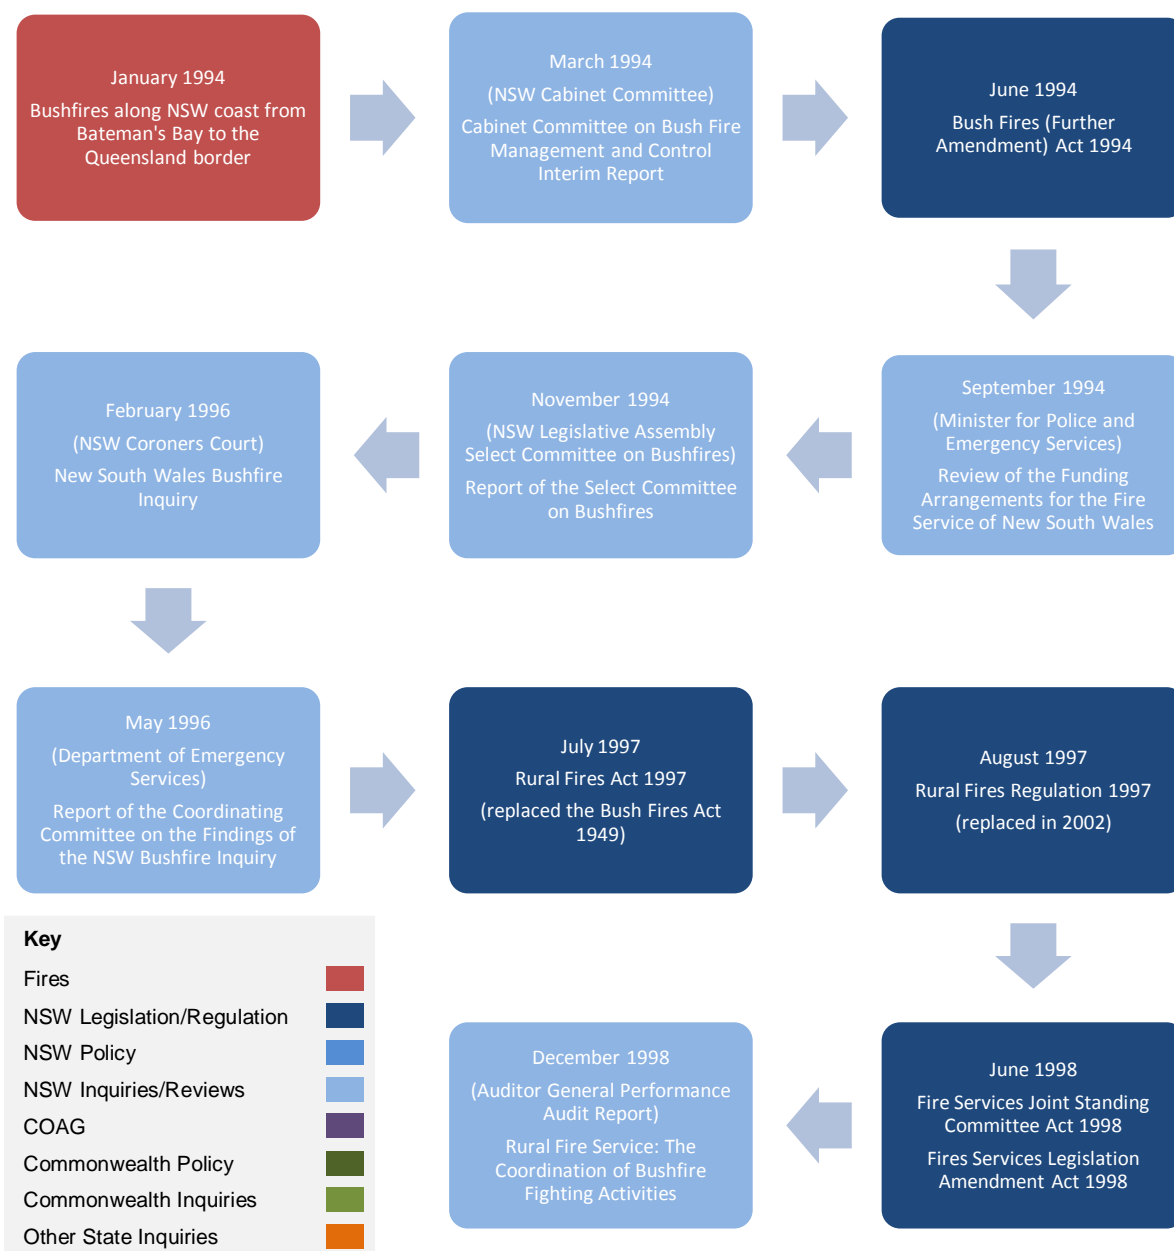 January 1994
Bushfires along NSW coast from
Bateman's Bay to the
Queensland border
March 1994
(NSW Cabinet Committee)
Cabinet Committee on Bush Fire
Management and Control
Interim Report
June 1994
Bush Fires (Further
Amendment) Act 1994
September 1994
(Minister for Police and
Emergency Services)
Review of the Funding
Arrangements for the Fire
Service of New South Wales
November 1994
(NSW Legislative Assembly
Select Committee on Bushfires)
Report of the Select Committee
on Bushfires
February 1996
(NSW Coroners Court)
New South Wales Bushfire
Inquiry
May 1996
(Department of Emergency
Services)
Report of the Coordinating
Committee on the Findings of
the NSW Bushfire Inquiry
July 1997
Rural Fires Act 1997
(replaced the Bush Fires Act
1949)
August 1997
Rural Fires Regulation 1997
(replaced in 2002)
June 1998
Fire Services Joint Standing
Committee Act 1998
Fires Services Legislation
Amendment Act 1998
December 1998
(Auditor General Performance
Audit Report)
Rural Fire Service: The
Coordination of Bushfire
Fighting Activities
Key
Fires
NSW Legislation/Regulation
NSW Policy
NSW Inquiries/Reviews
COAG
Commonwealth Policy
Commonwealth Inquiries
Other State Inquiries